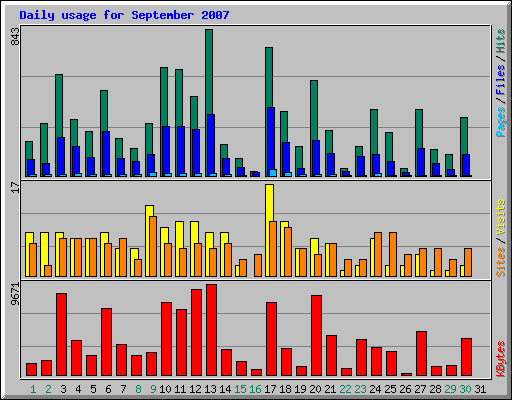 Daily usage for September 2007
843
Pages / Files / Hits
17
Sites / Visits
9671
KBytes
1 2 3 4 5 6 7 8 9 10 11 12 13 14 15 16 17 18 19 20 21 22 23 24 25 26 27 28 29 30 31